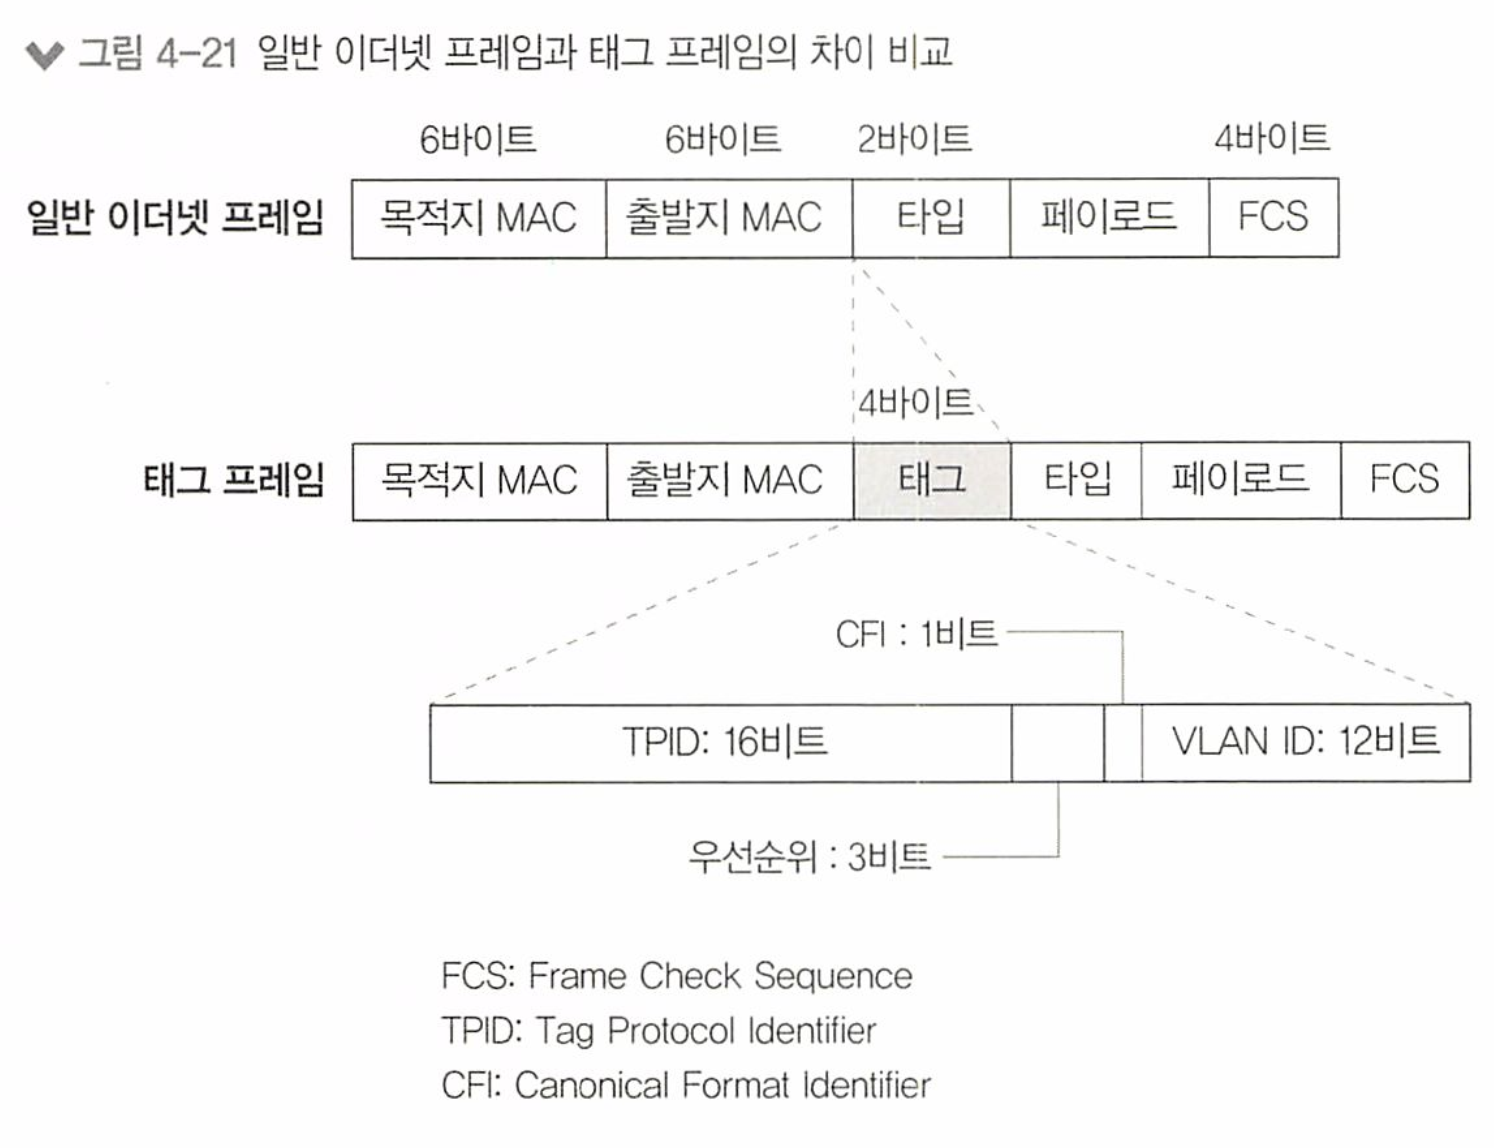 그림 4-21 일반 이더넷 프레임과 태그 프레임의 차이 비교
6바이트 6바이트 2바이트 4바이트
일반 이더넷 프레임 목적지 MAC 출발지 MAC 타입 페이로드 FCS
4바이트
태그 프레임 목적지 MAC 출발지 MAC 태그 타입 페이로드 FCS
CFI : 1비트
TPID: 16비트 VLAN ID: 12비트
우선순위 : 3비트
FCS: Frame Check Sequence
TPID: Tag Protocol Identifier
CFI: Canonical Format Identifier